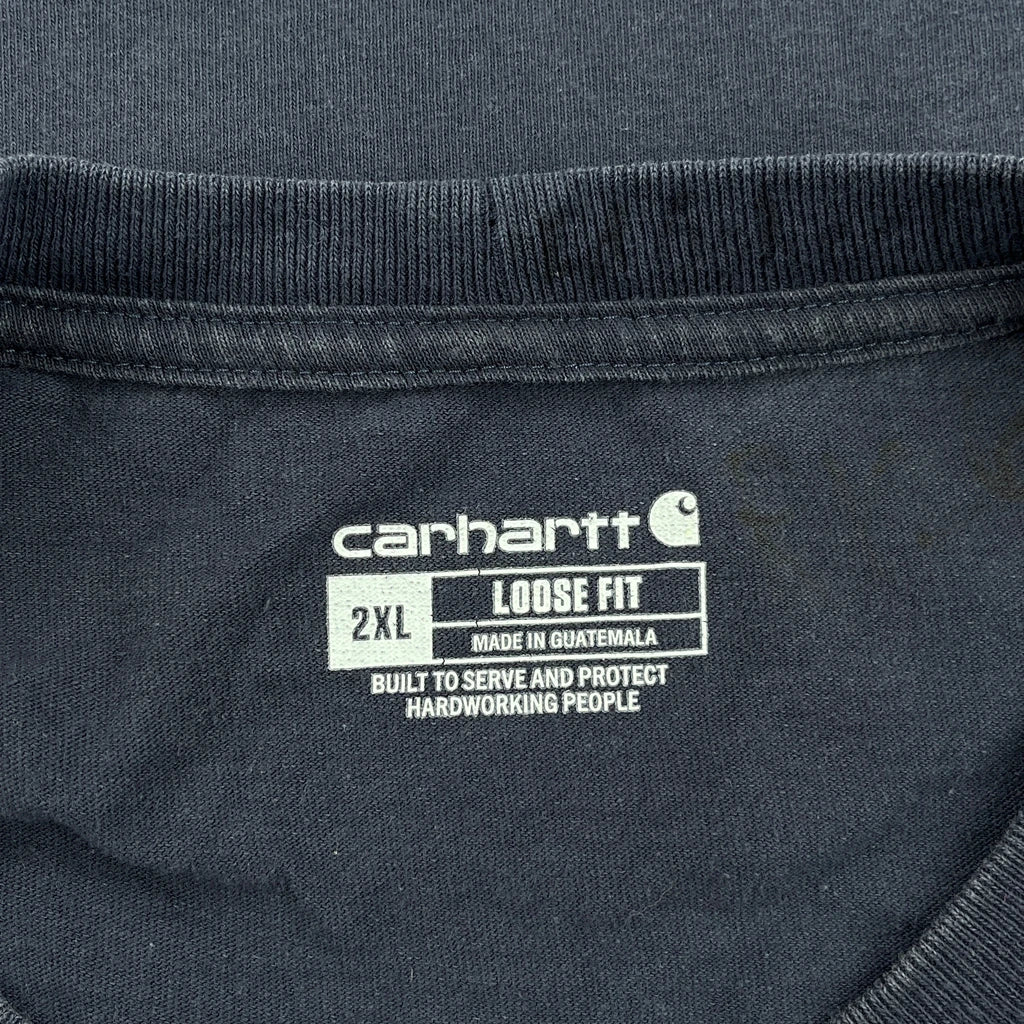 carhartt
2XL
LOOSE FIT
MADE IN GUATEMALA
BUILT TO SERVE AND PROTECT
HARDWORKING PEOPLE